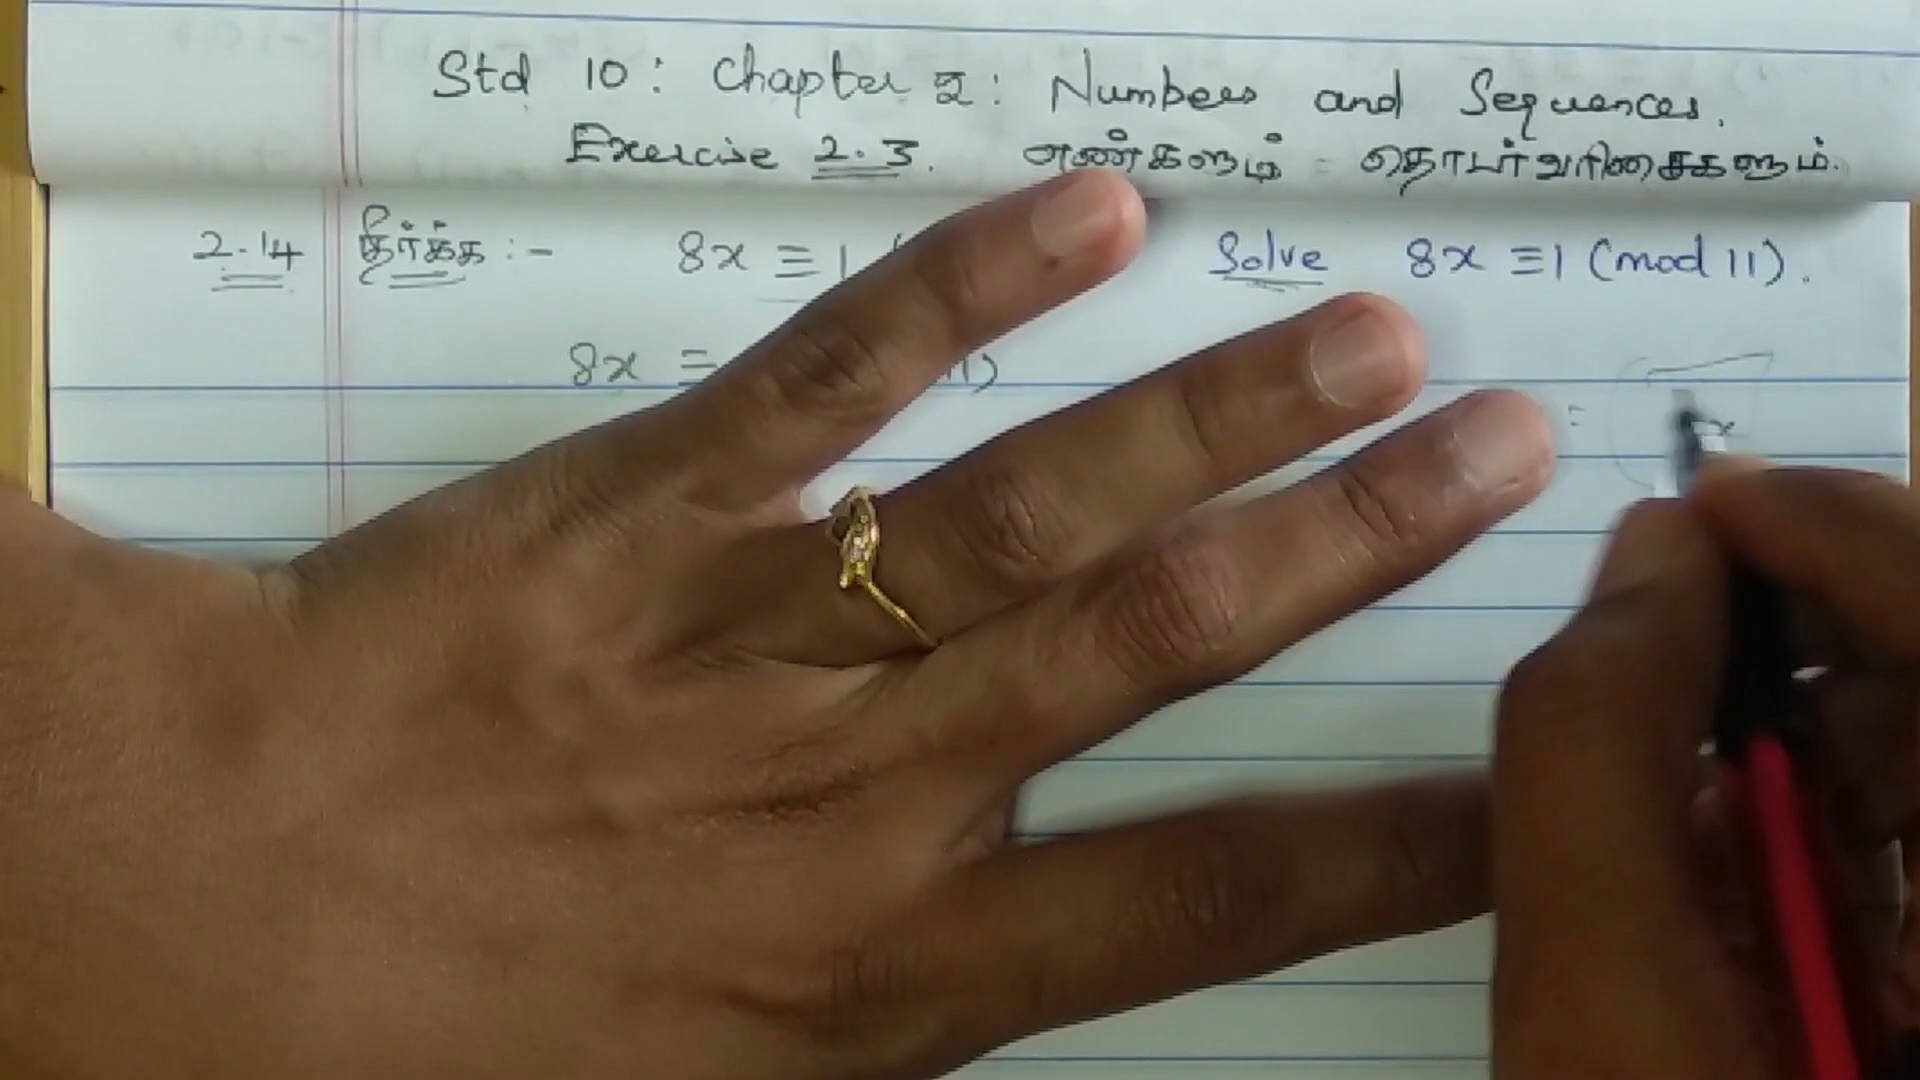 Std 10: Chapter 2: Numbers and Sequences.
Exercise 2.3. எண்களும் தொடர்வரிசைகளும்.
2.14 தீர்க்க :- 8x ≡ 1 ( Solve 8x ≡ 1 (mod 11).
8x ≡ 11)